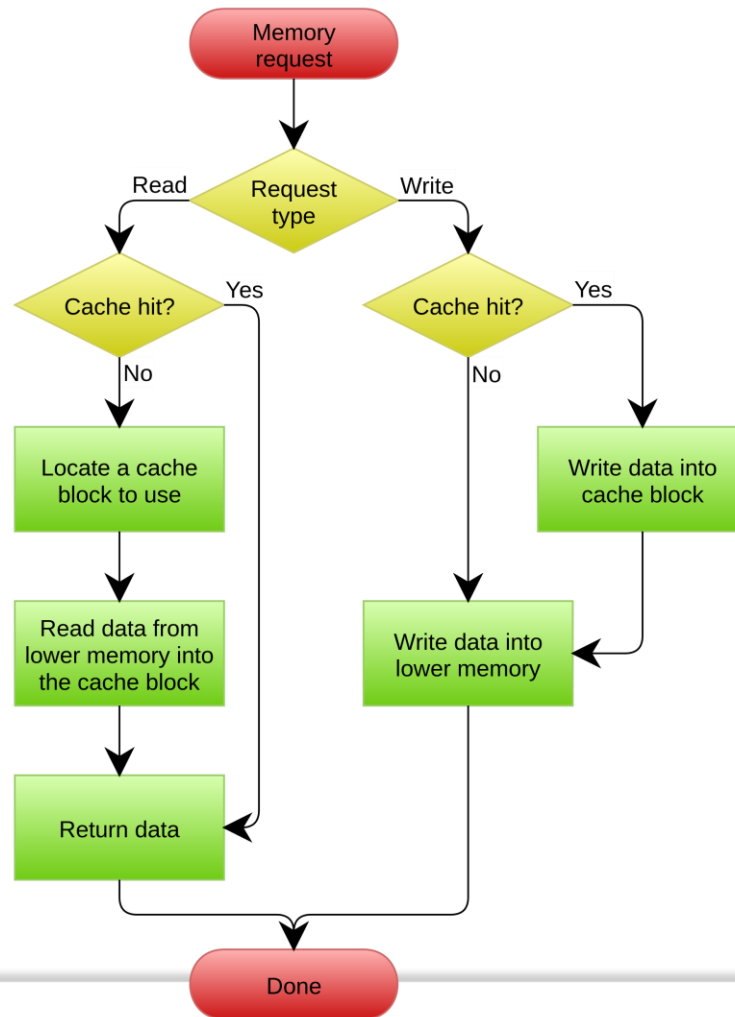 Memory
request
Request
type
Read
Write
Cache hit?
Yes
No
Cache hit?
Yes
No
Locate a cache
block to use
Write data into
cache block
Read data from
lower memory into
the cache block
Write data into
lower memory
Return data
Done